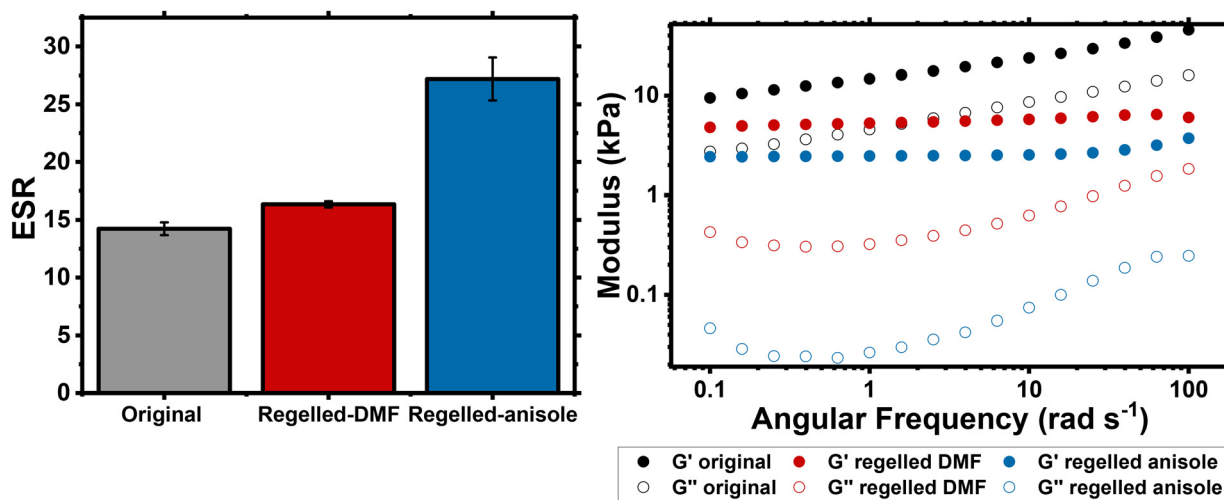 ESR
30
25
20
15
10
5
0
Original Regelled-DMF Regelled-anisole
Modulus (kPa)
10
1
0.1
0.1 1 10 100
Angular Frequency (rad s⁻¹)
G' original G' regelled DMF G' regelled anisole
G'' original G'' regelled DMF G'' regelled anisole